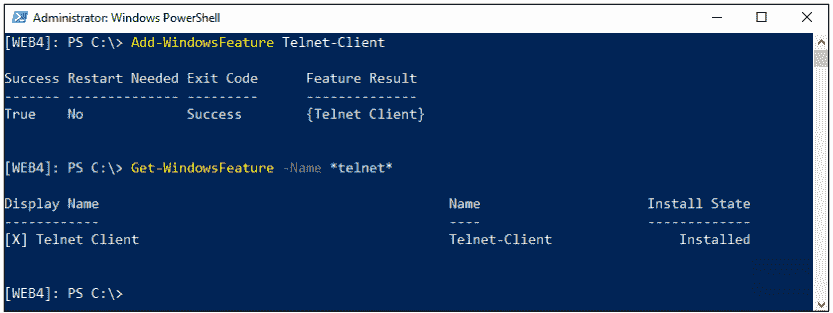 Administrator: Windows PowerShell
[WEB4]: PS C:\> Add-WindowsFeature Telnet-Client
Success Restart Needed Exit Code      Feature Result
------- -------------- ---------      --------------
True    No             Success        {Telnet Client}
[WEB4]: PS C:\> Get-WindowsFeature -Name *telnet*
Display Name                                            Name                       Install State
------------                                            ----                       -------------
[X] Telnet Client                                       Telnet-Client                  Installed
[WEB4]: PS C:\>